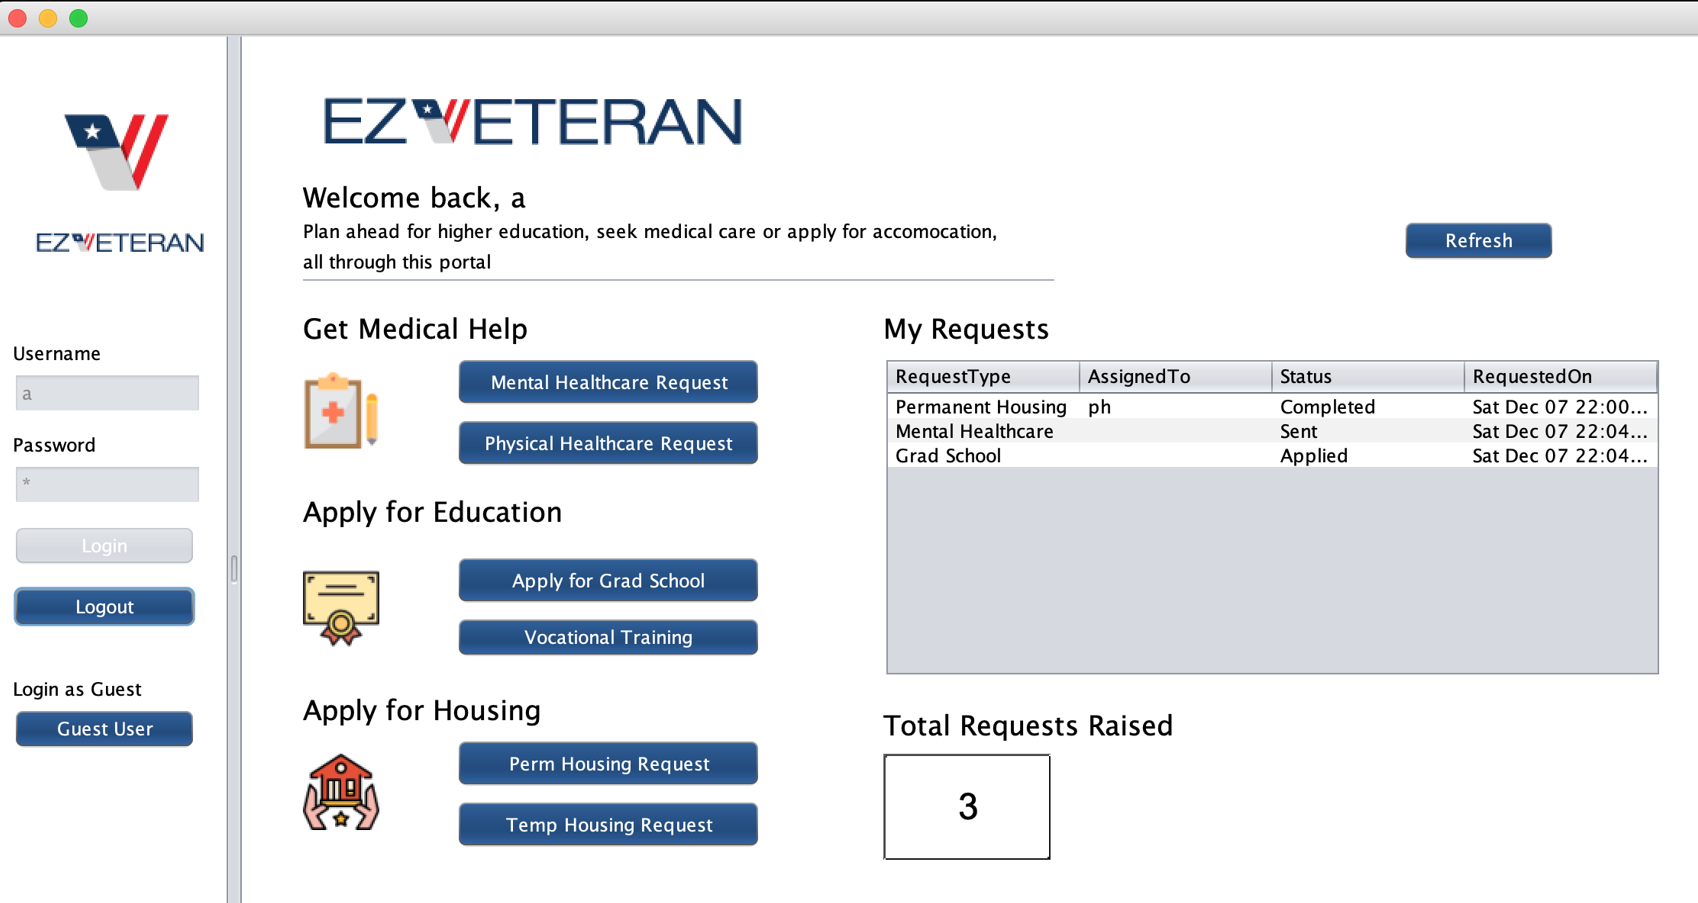 EZVETERAN
Username
a
Password
*
Login
Logout
Login as Guest
Guest User
EZVETERAN
Welcome back, a
Plan ahead for higher education, seek medical care or apply for accomocation,
all through this portal
Refresh
Get Medical Help
Mental Healthcare Request
Physical Healthcare Request
Apply for Education
Apply for Grad School
Vocational Training
Apply for Housing
Perm Housing Request
Temp Housing Request
My Requests
RequestType AssignedTo Status RequestedOn
Permanent Housing ph Completed Sat Dec 07 22:00...
Mental Healthcare Sent Sat Dec 07 22:04...
Grad School Applied Sat Dec 07 22:04...
Total Requests Raised
3